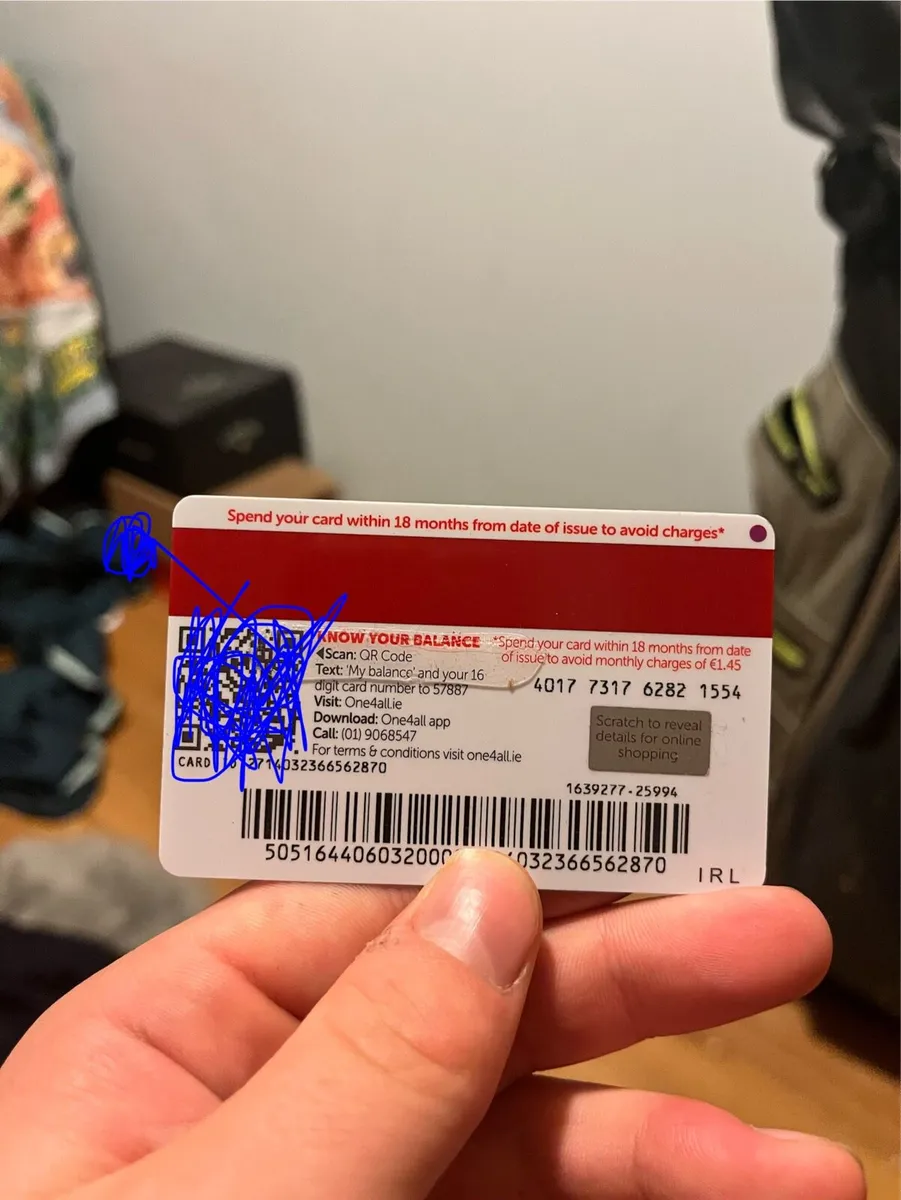 Spend your card within 18 months from date of issue to avoid charges*
KNOW YOUR BALANCE
Scan: QR Code
Text: 'My balance' and your 16
digit card number to 57887
Visit: One4all.ie
Download: One4all app
Call: (01) 9068547
For terms & conditions visit one4all.ie
*Spend your card within 18 months from date
of issue to avoid monthly charges of €1.45
4017 7317 6282 1554
Scratch to reveal
details for online
shopping
CARD 2714032366562870
1639277-25994
505164406032000 032366562870
IRL